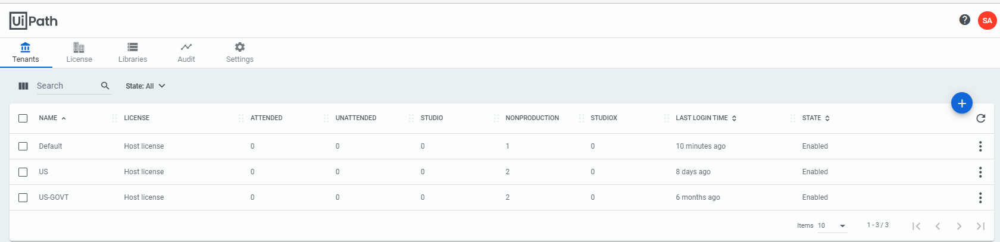 UiPath
SA
Tenants License Libraries Audit Settings
Search State: All
NAME LICENSE ATTENDED UNATTENDED STUDIO NONPRODUCTION STUDIOX LAST LOGIN TIME STATE
Default Host license 0 0 0 1 0 10 minutes ago Enabled
US Host license 0 0 0 2 0 8 days ago Enabled
US-GOVT Host license 0 0 0 2 0 6 months ago Enabled
Items 10 1 - 3 / 3